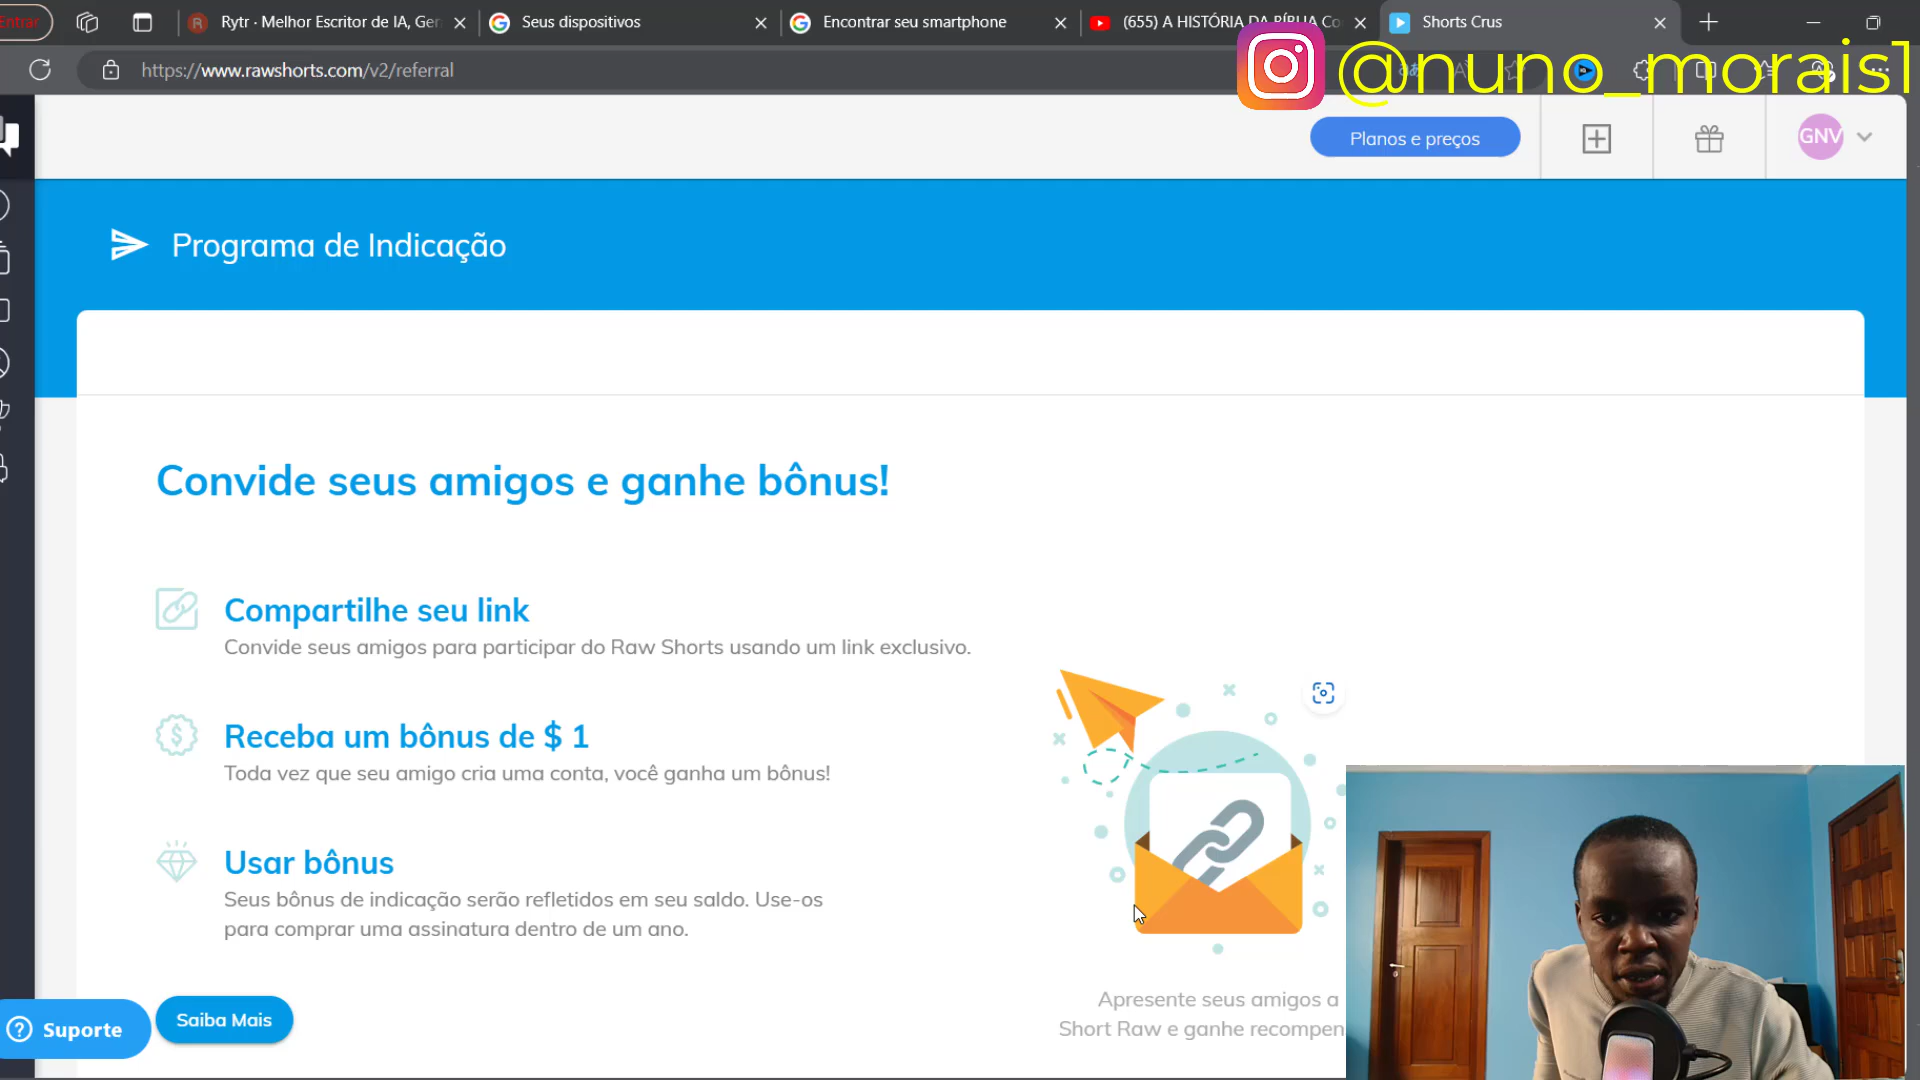 Entrar
Rytr · Melhor Escritor de IA, Ger
Seus dispositivos
Encontrar seu smartphone
(655) A HISTÓRIA DA BÍBLIA Co
Shorts Crus
https://www.rawshorts.com/v2/referral
@nuno_morais1
Planos e preços
GNV
Programa de Indicação
Convide seus amigos e ganhe bônus!
Compartilhe seu link
Convide seus amigos para participar do Raw Shorts usando um link exclusivo.
Receba um bônus de $ 1
Toda vez que seu amigo cria uma conta, você ganha um bônus!
Usar bônus
Seus bônus de indicação serão refletidos em seu saldo. Use-os
para comprar uma assinatura dentro de um ano.
Apresente seus amigos a
Short Raw e ganhe recompen
Saiba Mais
Suporte